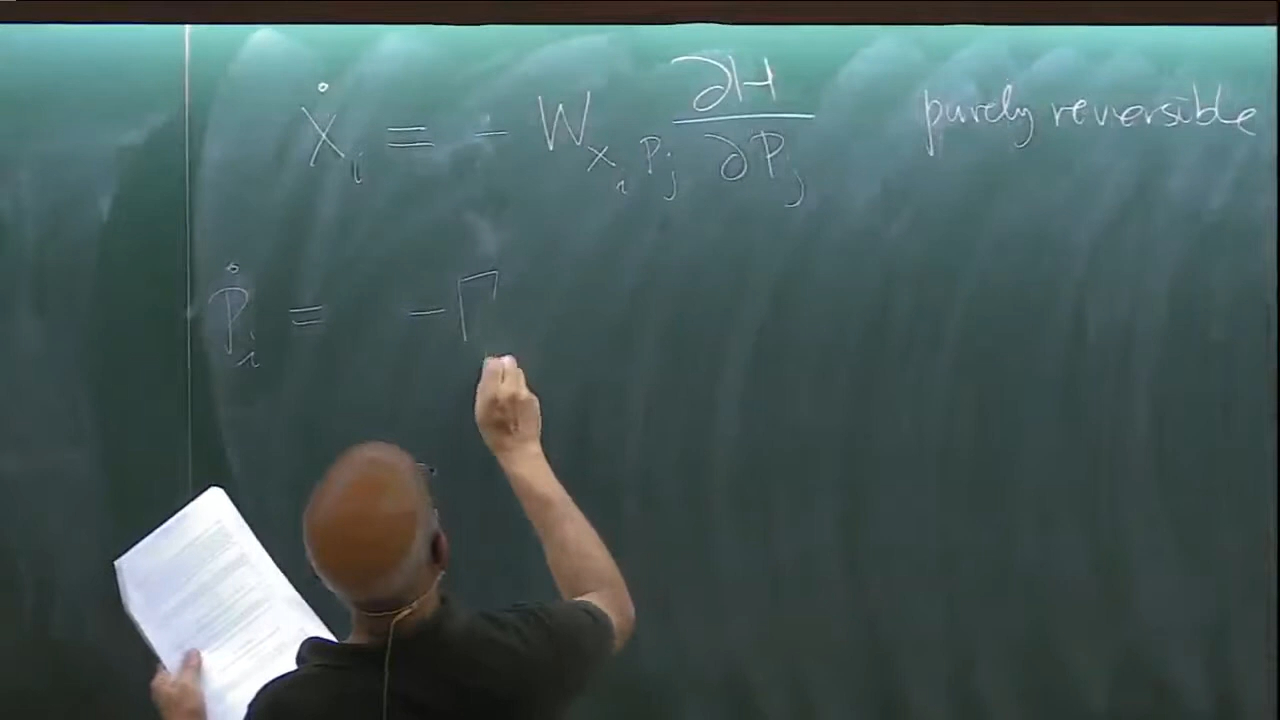 Ẋ_i = - W_{X_i P_j} ∂H/∂P_j purely reversible
Ṗ_i = - Γ